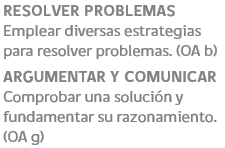 RESOLVER PROBLEMAS
Emplear diversas estrategias
para resolver problemas. (OA b)
ARGUMENTAR Y COMUNICAR
Comprobar una solución y
fundamentar su razonamiento.
(OA g)